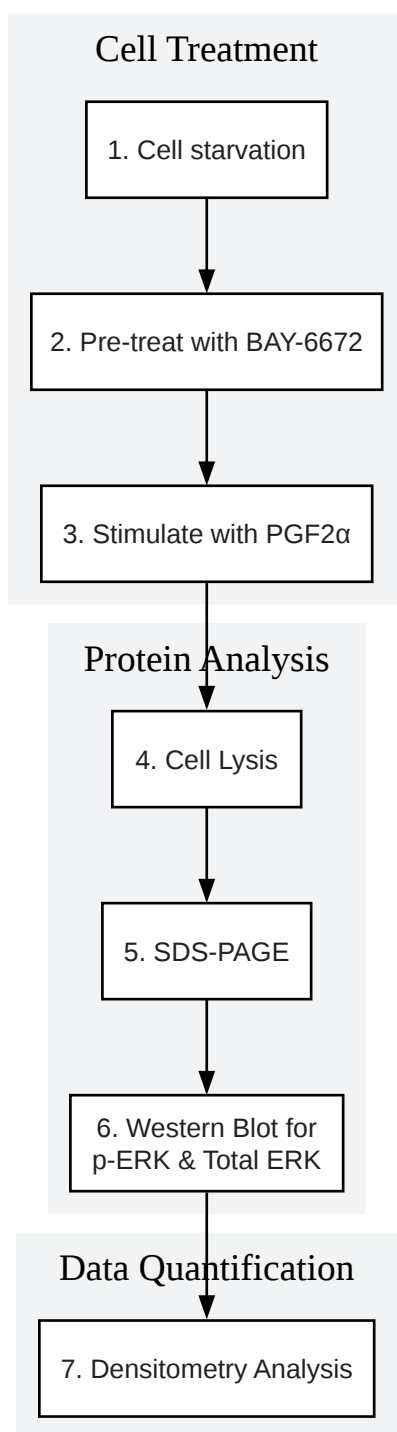 Cell Treatment
1. Cell starvation
2. Pre-treat with BAY-6672
3. Stimulate with PGF2α
Protein Analysis
4. Cell Lysis
5. SDS-PAGE
6. Western Blot for
p-ERK & Total ERK
Data Quantification
7. Densitometry Analysis